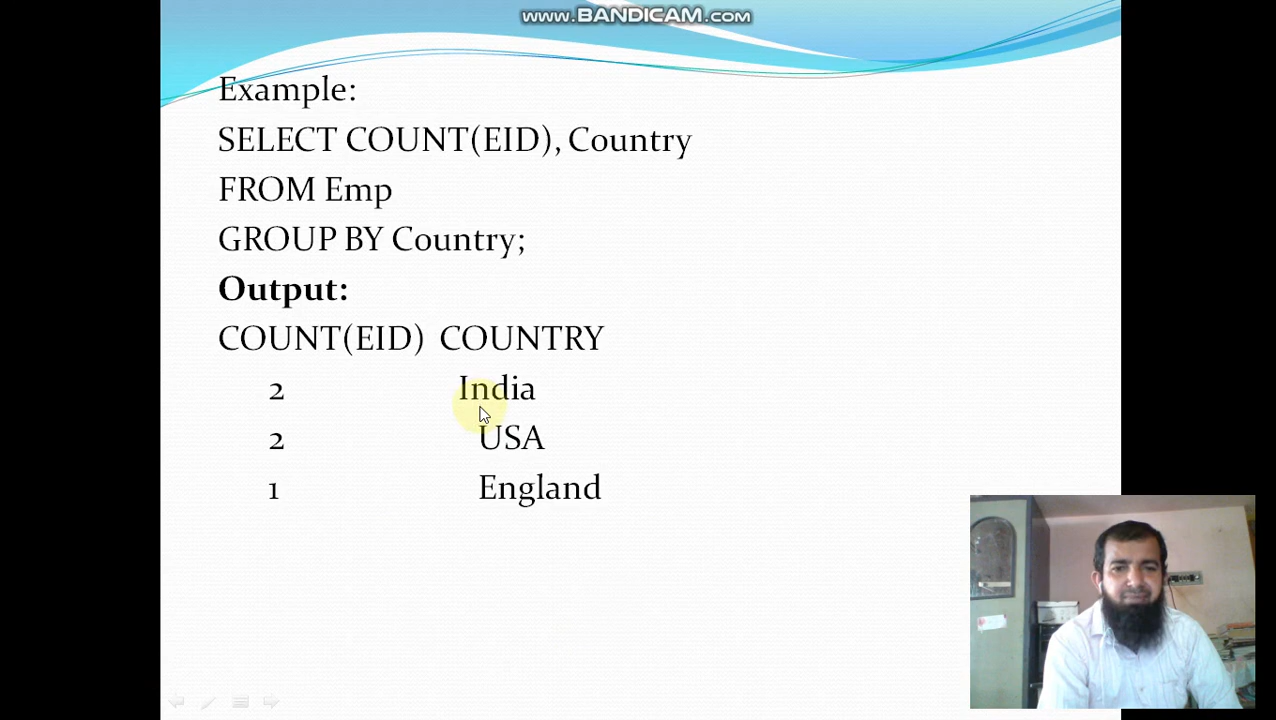 www.BANDICAM.com
Example:
SELECT COUNT(EID), Country
FROM Emp
GROUP BY Country;
Output:
COUNT(EID) COUNTRY
2 India
2 USA
1 England